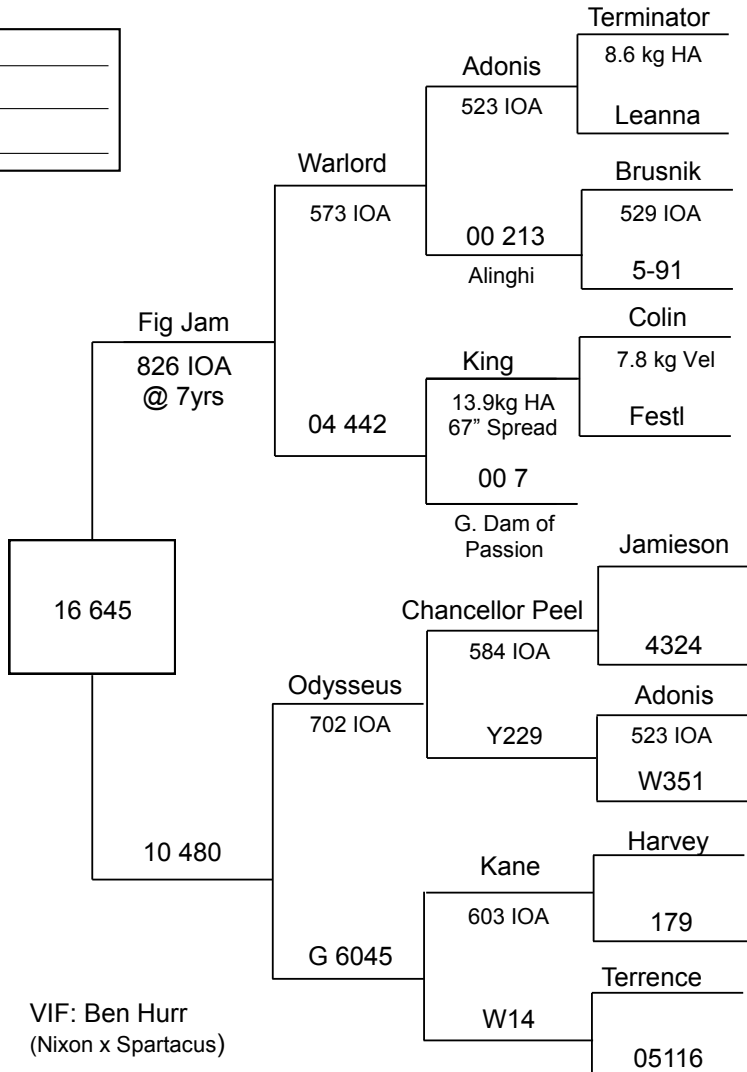 Terminator
8.6 kg HA
Adonis
523 IOA
Leanna
Warlord
573 IOA
Brusnik
529 IOA
00 213
Alinghi
5-91
Fig Jam
826 IOA
@ 7yrs
Colin
7.8 kg Vel
King
13.9kg HA
67” Spread
Festl
04 442
00 7
G. Dam of
Passion
16 645
Jamieson
Chancellor Peel
584 IOA
4324
Odysseus
702 IOA
Adonis
523 IOA
Y229
W351
10 480
Harvey
Kane
603 IOA
179
G 6045
Terrence
W14
05116
VIF: Ben Hurr
(Nixon x Spartacus)